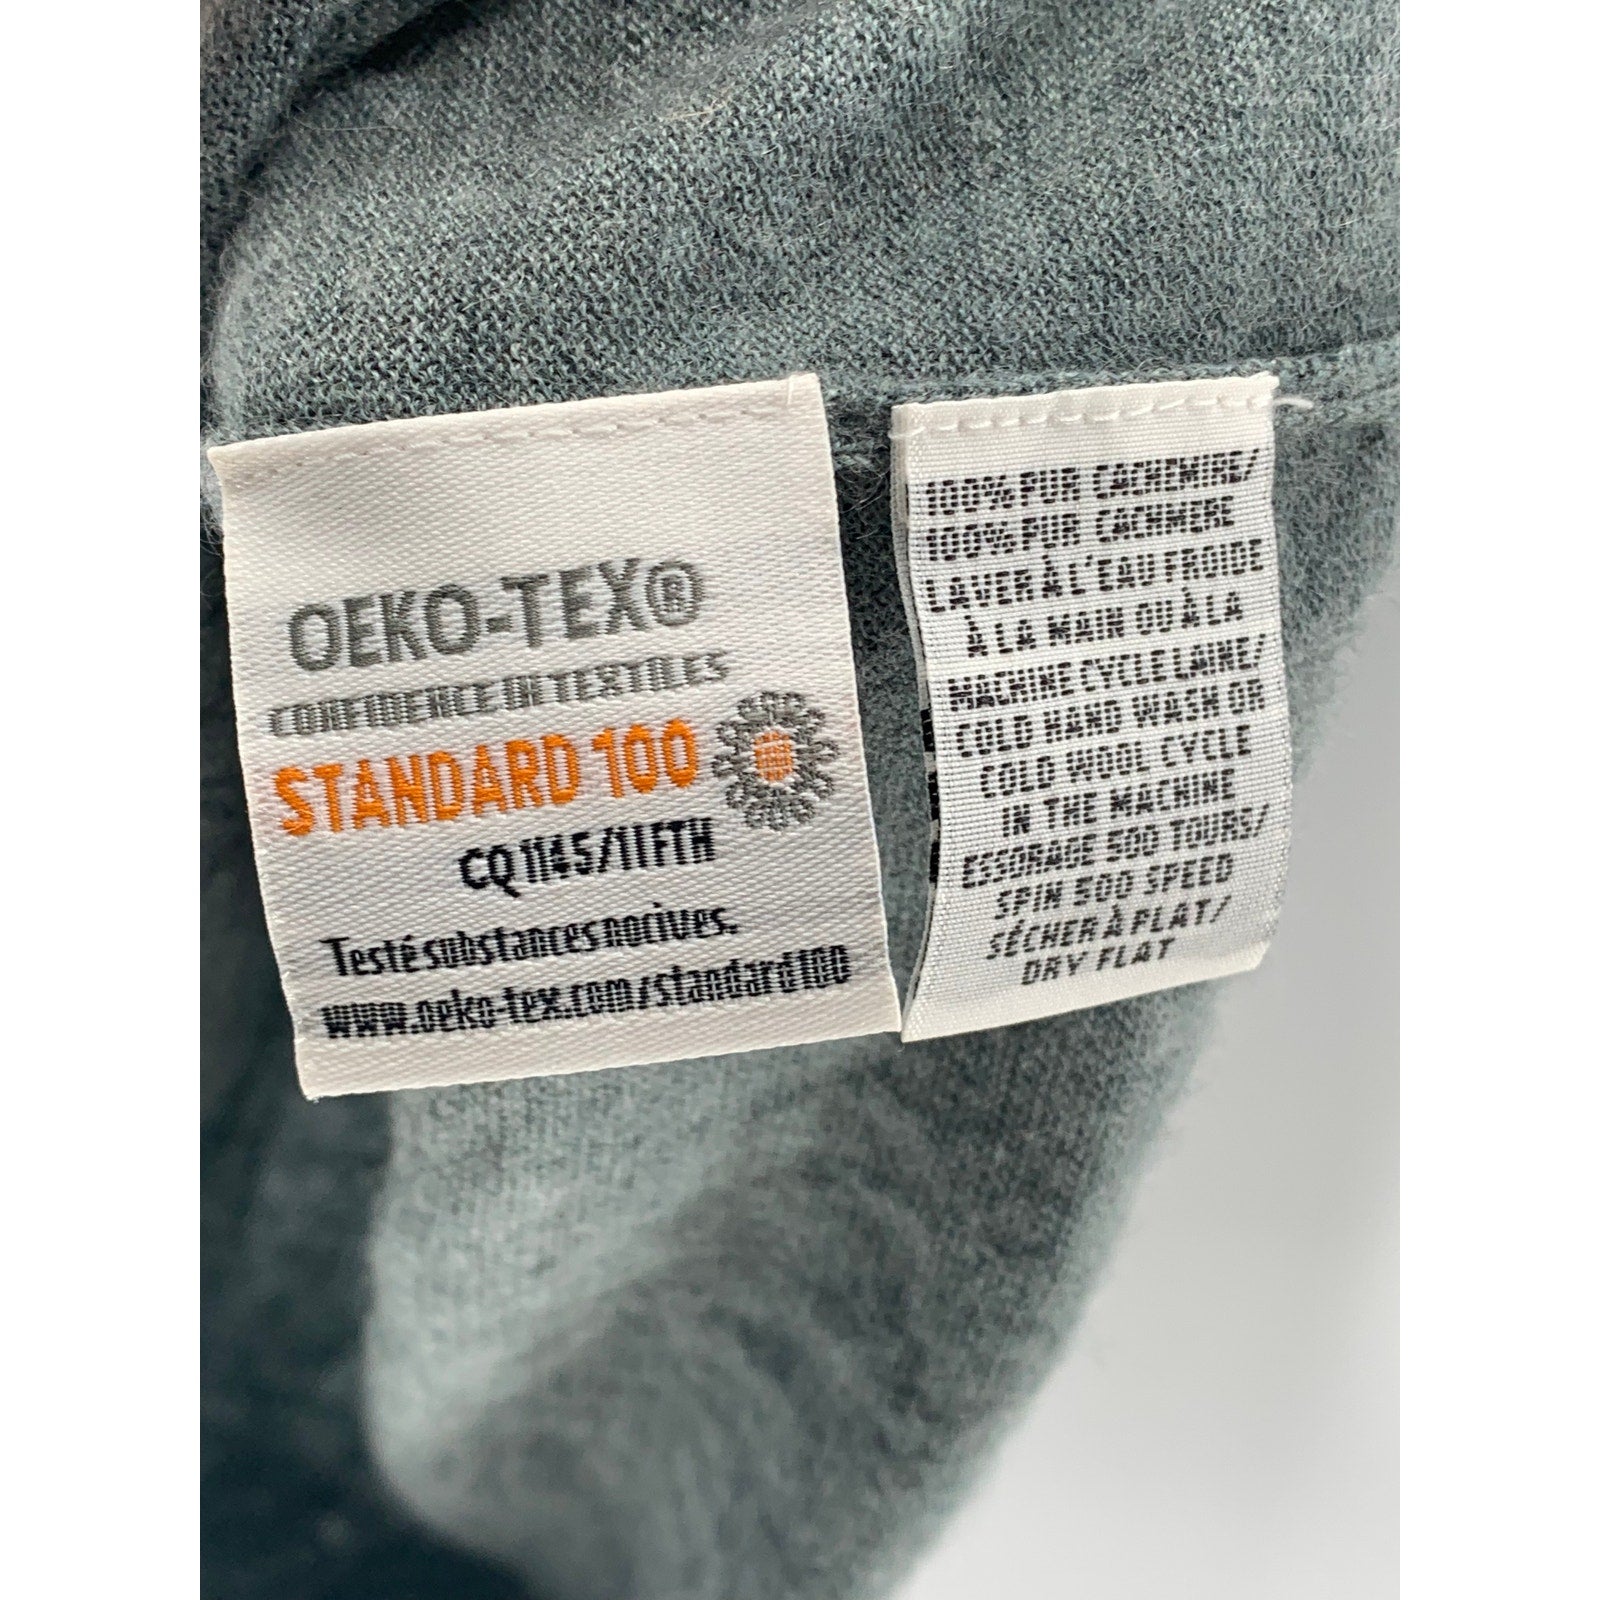 OEKO-TEX®
CONFIDENCE IN TEXTILES
STANDARD 100
CQ 1145/11 IFTH
Testé substances nocives.
www.oeko-tex.com/standard100
100% PUR CACHEMIRE/
100% PUR CACHMERE
LAVER À L'EAU FROIDE
À LA MAIN OU À LA
MACHINE CYCLE LAINE/
COLD HAND WASH OR
COLD WOOL CYCLE
IN THE MACHINE
ESSORAGE 500 TOURS/
SPIN 500 SPEED
SÉCHER À PLAT/
DRY FLAT